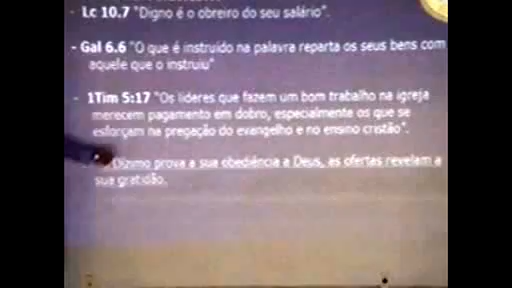 - Lc 10.7 "Digno é o obreiro do seu salário".
- Gal 6.6 "O que é instruído na palavra reparta os seus bens com
aquele que o instruiu"
- 1Tim 5:17 "Os líderes que fazem um bom trabalho na igreja
merecem pagamento em dobro, especialmente os que se
esforçam na pregação do evangelho e no ensino cristão".
Dízimo prova a sua obediência a Deus, as ofertas revelam a
sua gratidão.